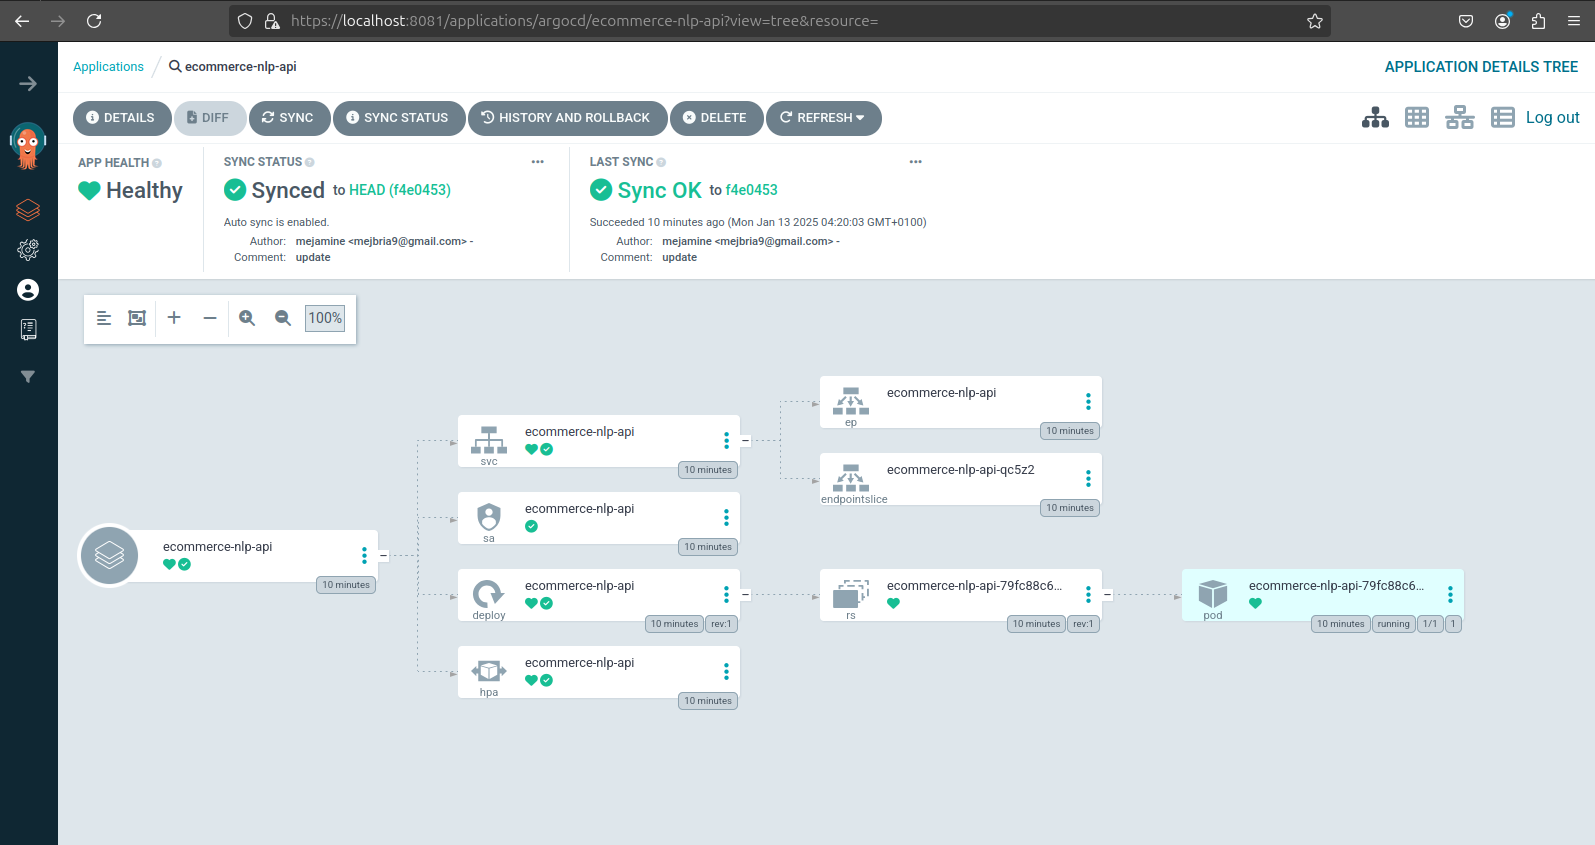 https://localhost:8081/applications/argocd/ecommerce-nlp-api?view=tree&resource=
Applications / ecommerce-nlp-api
APPLICATION DETAILS TREE
DETAILS DIFF SYNC SYNC STATUS HISTORY AND ROLLBACK DELETE REFRESH
Log out
APP HEALTH
Healthy
SYNC STATUS
Synced to HEAD (f4e0453)
Auto sync is enabled.
Author: mejamine <mejbria9@gmail.com> -
Comment: update
LAST SYNC
Sync OK to f4e0453
Succeeded 10 minutes ago (Mon Jan 13 2025 04:20:03 GMT+0100)
Author: mejamine <mejbria9@gmail.com> -
Comment: update
100%
ecommerce-nlp-api
10 minutes
ecommerce-nlp-api
svc
10 minutes
ecommerce-nlp-api
sa
10 minutes
ecommerce-nlp-api
deploy
10 minutes rev:1
ecommerce-nlp-api
hpa
10 minutes
ecommerce-nlp-api
ep
10 minutes
ecommerce-nlp-api-qc5z2
endpointslice
10 minutes
ecommerce-nlp-api-79fc88c6...
rs
10 minutes rev:1
ecommerce-nlp-api-79fc88c6...
pod
10 minutes running 1/1 1